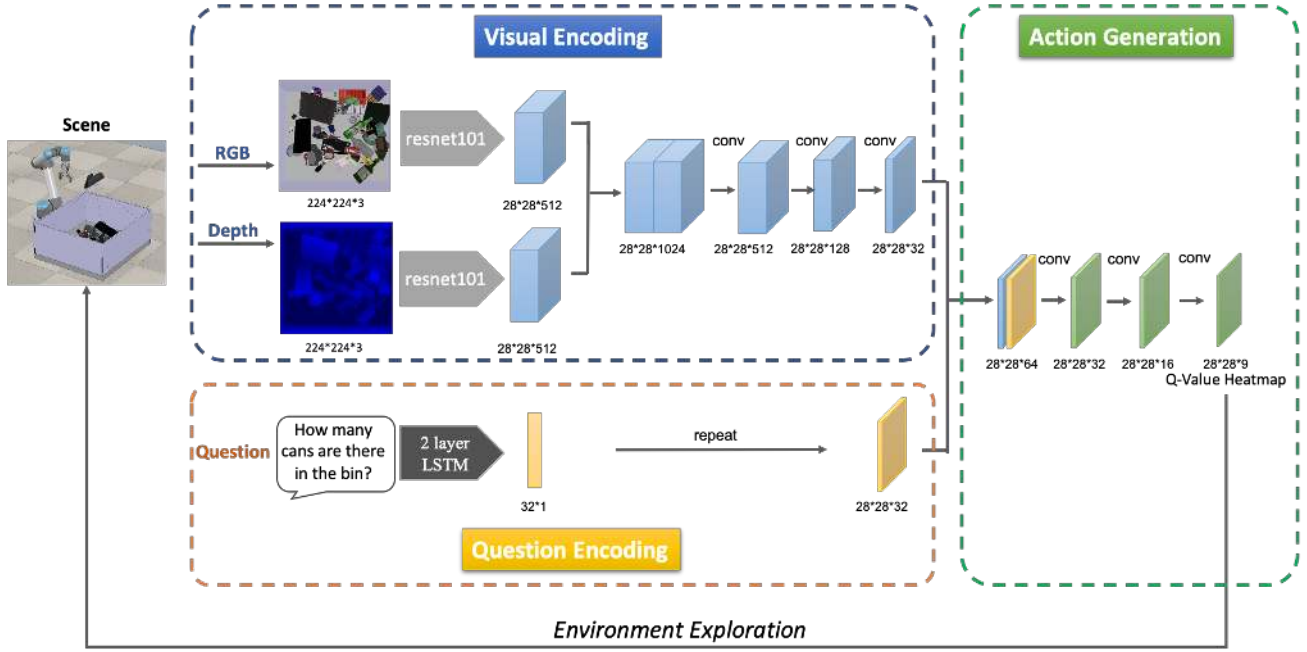 Visual Encoding
Action Generation
Scene
RGB
224*224*3
resnet101
28*28*512
Depth
224*224*3
resnet101
28*28*512
28*28*1024
conv
28*28*512
conv
28*28*128
conv
28*28*32
28*28*64
conv
28*28*32
conv
28*28*16
conv
28*28*9
Q-Value Heatmap
Question
How many
cans are there
in the bin?
2 layer
LSTM
32*1
repeat
28*28*32
Question Encoding
Environment Exploration